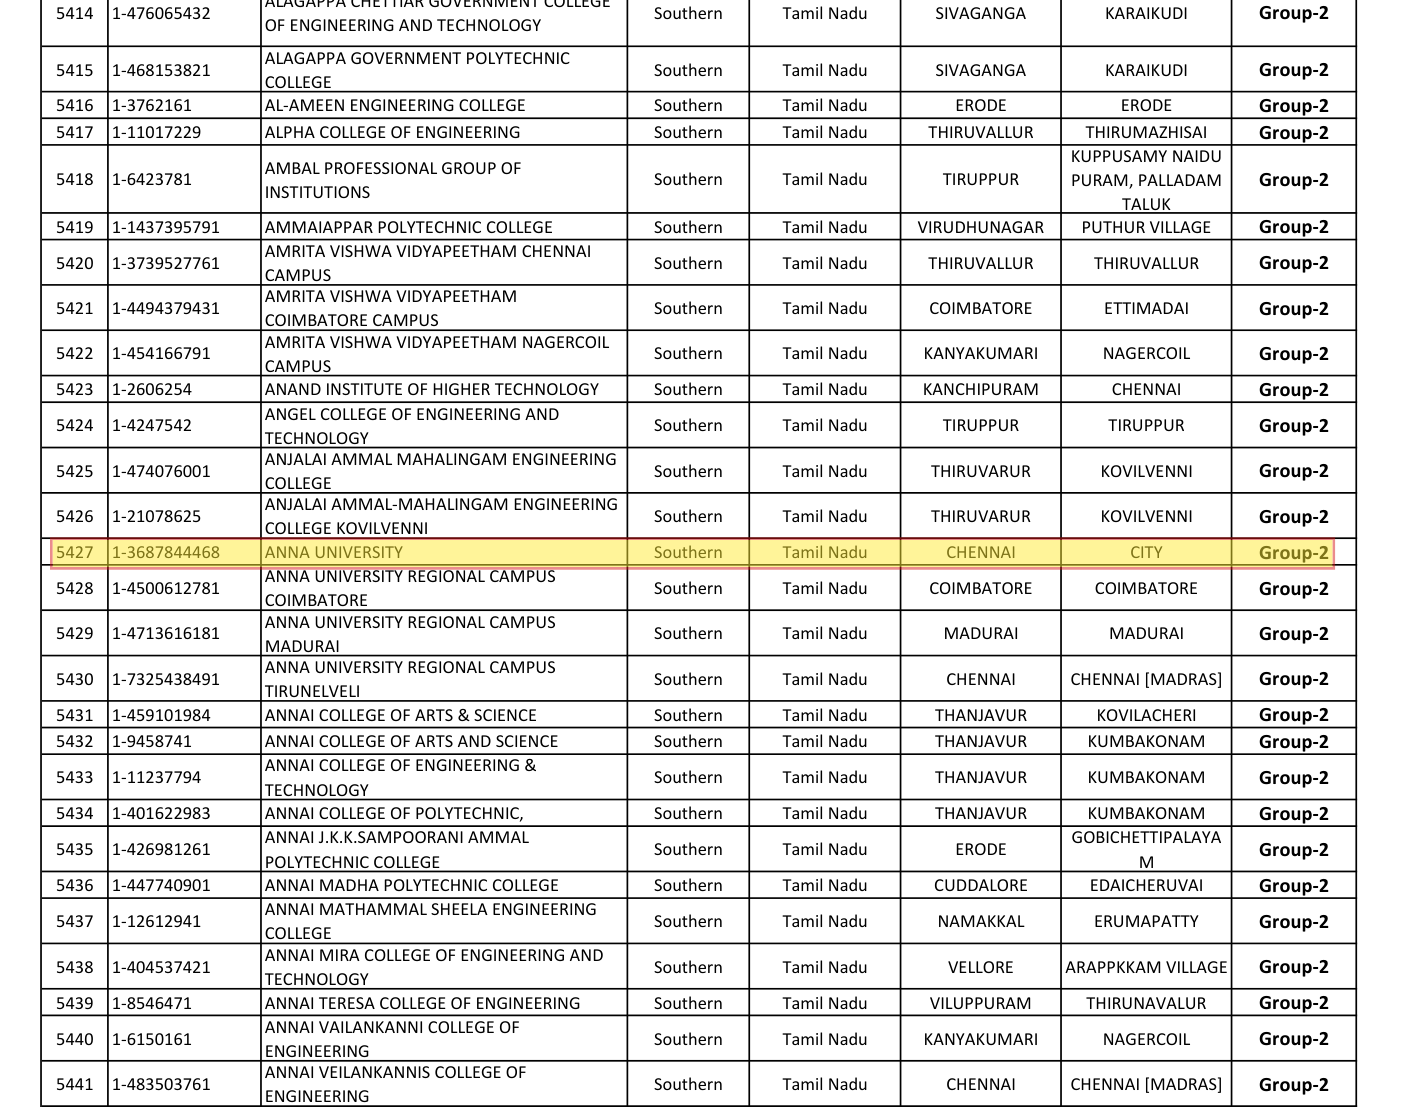 5414 1-476065432 ALAGAPPA CHETTIAR GOVERNMENT COLLEGE
OF ENGINEERING AND TECHNOLOGY Southern Tamil Nadu SIVAGANGA KARAIKUDI Group-2
5415 1-468153821 ALAGAPPA GOVERNMENT POLYTECHNIC
COLLEGE Southern Tamil Nadu SIVAGANGA KARAIKUDI Group-2
5416 1-3762161 AL-AMEEN ENGINEERING COLLEGE Southern Tamil Nadu ERODE ERODE Group-2
5417 1-11017229 ALPHA COLLEGE OF ENGINEERING Southern Tamil Nadu THIRUVALLUR THIRUMAZHISAI Group-2
5418 1-6423781 AMBAL PROFESSIONAL GROUP OF
INSTITUTIONS Southern Tamil Nadu TIRUPPUR KUPPUSAMY NAIDU
PURAM, PALLADAM
TALUK Group-2
5419 1-1437395791 AMMAIAPPAR POLYTECHNIC COLLEGE Southern Tamil Nadu VIRUDHUNAGAR PUTHUR VILLAGE Group-2
5420 1-3739527761 AMRITA VISHWA VIDYAPEETHAM CHENNAI
CAMPUS Southern Tamil Nadu THIRUVALLUR THIRUVALLUR Group-2
5421 1-4494379431 AMRITA VISHWA VIDYAPEETHAM
COIMBATORE CAMPUS Southern Tamil Nadu COIMBATORE ETTIMADAI Group-2
5422 1-454166791 AMRITA VISHWA VIDYAPEETHAM NAGERCOIL
CAMPUS Southern Tamil Nadu KANYAKUMARI NAGERCOIL Group-2
5423 1-2606254 ANAND INSTITUTE OF HIGHER TECHNOLOGY Southern Tamil Nadu KANCHIPURAM CHENNAI Group-2
5424 1-4247542 ANGEL COLLEGE OF ENGINEERING AND
TECHNOLOGY Southern Tamil Nadu TIRUPPUR TIRUPPUR Group-2
5425 1-474076001 ANJALAI AMMAL MAHALINGAM ENGINEERING
COLLEGE Southern Tamil Nadu THIRUVARUR KOVILVENNI Group-2
5426 1-21078625 ANJALAI AMMAL-MAHALINGAM ENGINEERING
COLLEGE KOVILVENNI Southern Tamil Nadu THIRUVARUR KOVILVENNI Group-2
5427 1-3687844468 ANNA UNIVERSITY Southern Tamil Nadu CHENNAI CITY Group-2
5428 1-4500612781 ANNA UNIVERSITY REGIONAL CAMPUS
COIMBATORE Southern Tamil Nadu COIMBATORE COIMBATORE Group-2
5429 1-4713616181 ANNA UNIVERSITY REGIONAL CAMPUS
MADURAI Southern Tamil Nadu MADURAI MADURAI Group-2
5430 1-7325438491 ANNA UNIVERSITY REGIONAL CAMPUS
TIRUNELVELI Southern Tamil Nadu CHENNAI CHENNAI [MADRAS] Group-2
5431 1-459101984 ANNAI COLLEGE OF ARTS & SCIENCE Southern Tamil Nadu THANJAVUR KOVILACHERI Group-2
5432 1-9458741 ANNAI COLLEGE OF ARTS AND SCIENCE Southern Tamil Nadu THANJAVUR KUMBAKONAM Group-2
5433 1-11237794 ANNAI COLLEGE OF ENGINEERING &
TECHNOLOGY Southern Tamil Nadu THANJAVUR KUMBAKONAM Group-2
5434 1-401622983 ANNAI COLLEGE OF POLYTECHNIC, Southern Tamil Nadu THANJAVUR KUMBAKONAM Group-2
5435 1-426981261 ANNAI J.K.K.SAMPOORANI AMMAL
POLYTECHNIC COLLEGE Southern Tamil Nadu ERODE GOBICHETTIPALAYA
M Group-2
5436 1-447740901 ANNAI MADHA POLYTECHNIC COLLEGE Southern Tamil Nadu CUDDALORE EDAICHERUVAI Group-2
5437 1-12612941 ANNAI MATHAMMAL SHEELA ENGINEERING
COLLEGE Southern Tamil Nadu NAMAKKAL ERUMAPATTY Group-2
5438 1-404537421 ANNAI MIRA COLLEGE OF ENGINEERING AND
TECHNOLOGY Southern Tamil Nadu VELLORE ARAPPKKAM VILLAGE Group-2
5439 1-8546471 ANNAI TERESA COLLEGE OF ENGINEERING Southern Tamil Nadu VILUPPURAM THIRUNAVALUR Group-2
5440 1-6150161 ANNAI VAILANKANNI COLLEGE OF
ENGINEERING Southern Tamil Nadu KANYAKUMARI NAGERCOIL Group-2
5441 1-483503761 ANNAI VEILANKANNIS COLLEGE OF
ENGINEERING Southern Tamil Nadu CHENNAI CHENNAI [MADRAS] Group-2